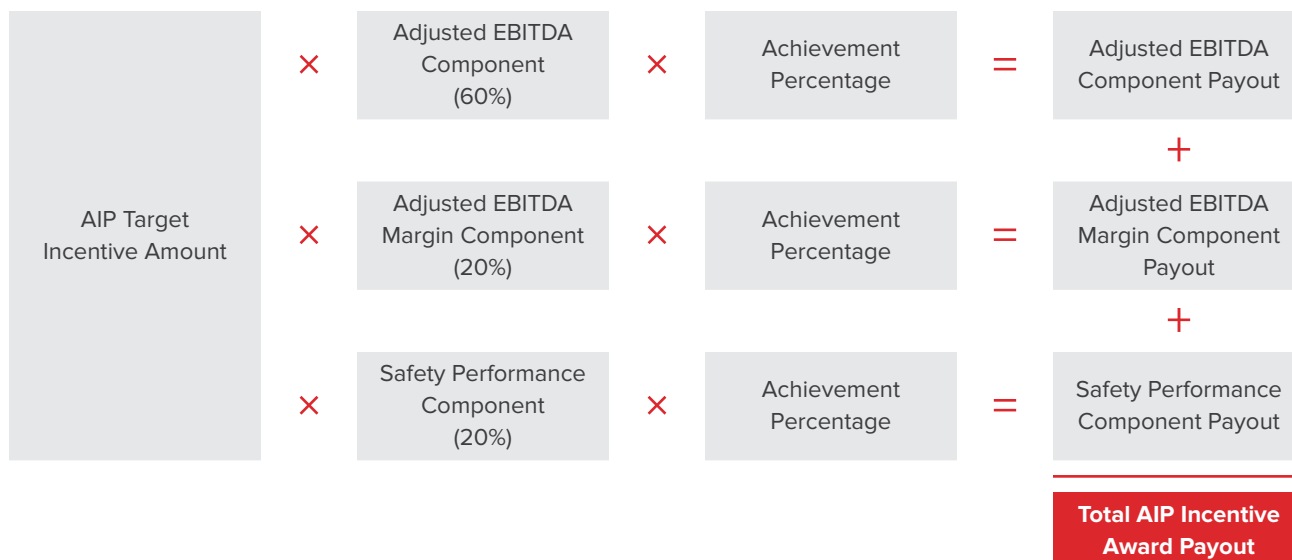 AIP Target
Incentive Amount
×
Adjusted EBITDA
Component
(60%)
×
Achievement
Percentage
=
Adjusted EBITDA
Component Payout
+
×
Adjusted EBITDA
Margin Component
(20%)
×
Achievement
Percentage
=
Adjusted EBITDA
Margin Component
Payout
+
×
Safety Performance
Component
(20%)
×
Achievement
Percentage
=
Safety Performance
Component Payout
Total AIP Incentive
Award Payout